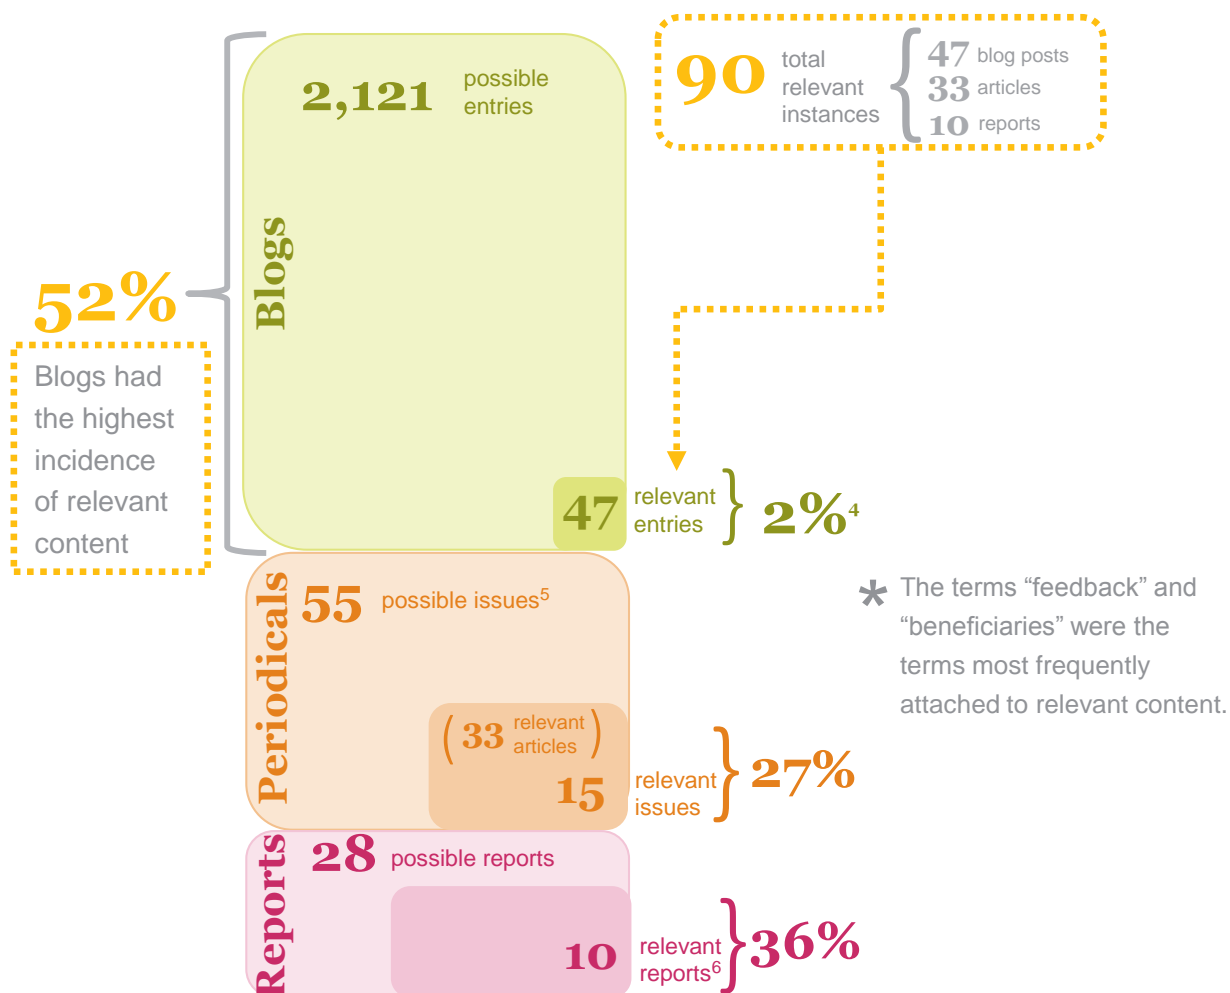 2,121 possible
entries
90 total
relevant
instances
47 blog posts
33 articles
10 reports
Blogs
52%
Blogs had
the highest
incidence
of relevant
content
47 relevant
entries
2%⁴
Periodicals
55 possible issues⁵
* The terms “feedback” and
“beneficiaries” were the
terms most frequently
attached to relevant content.
(33 relevant
articles)
15 relevant
issues
27%
Reports
28 possible reports
10 relevant
reports⁶
36%